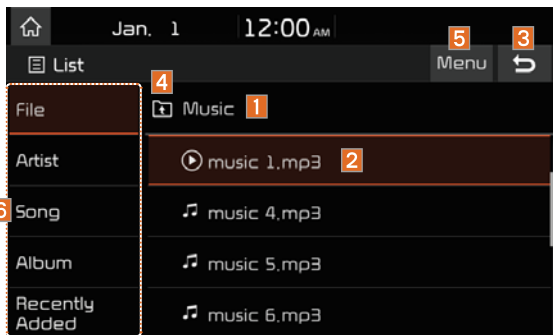 Jan. 1 12:00 AM
5 3
List Menu
4
File Music 1
Artist music 1.mp3 2
6 Song music 4.mp3
Album music 5.mp3
Recently
Added music 6.mp3